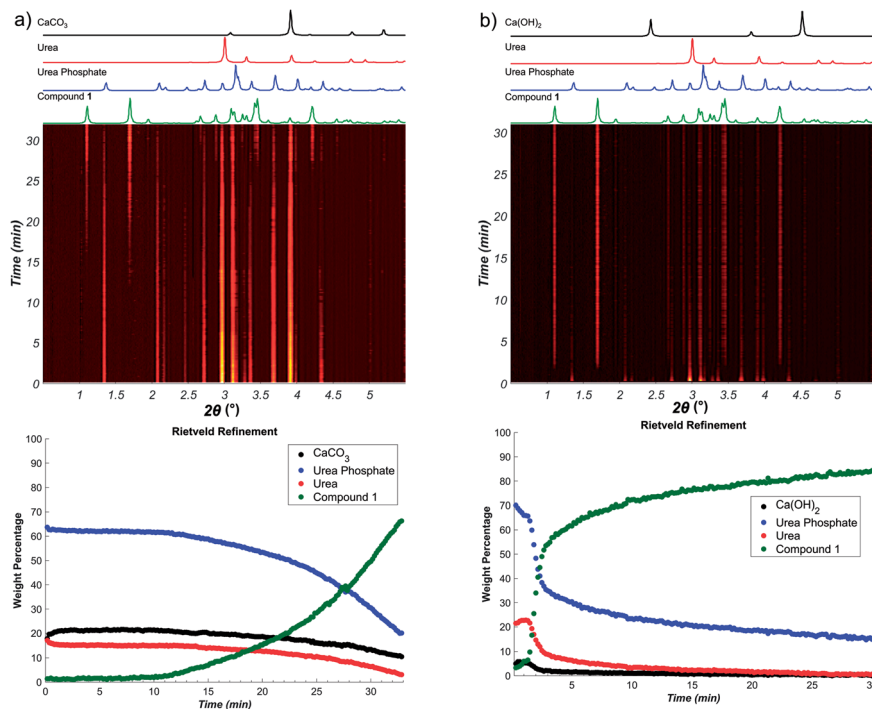 a)
CaCO3
Urea
Urea Phosphate
Compound 1
30
25
20
15
10
5
0
Time (min)
1 1.5 2 2.5 3 3.5 4 4.5 5
2θ (°)
Rietveld Refinement
100
90
80
70
60
50
40
30
20
10
0
Weight Percentage
CaCO3
Urea Phosphate
Urea
Compound 1
0 5 10 15 20 25 30
Time (min)
b)
Ca(OH)2
Urea
Urea Phosphate
Compound 1
30
25
20
15
10
5
0
Time (min)
1 1.5 2 2.5 3 3.5 4 4.5 5
2θ (°)
Rietveld Refinement
100
90
80
70
60
50
40
30
20
10
0
Weight Percentage
Ca(OH)2
Urea Phosphate
Urea
Compound 1
5 10 15 20 25 30
Time (min)